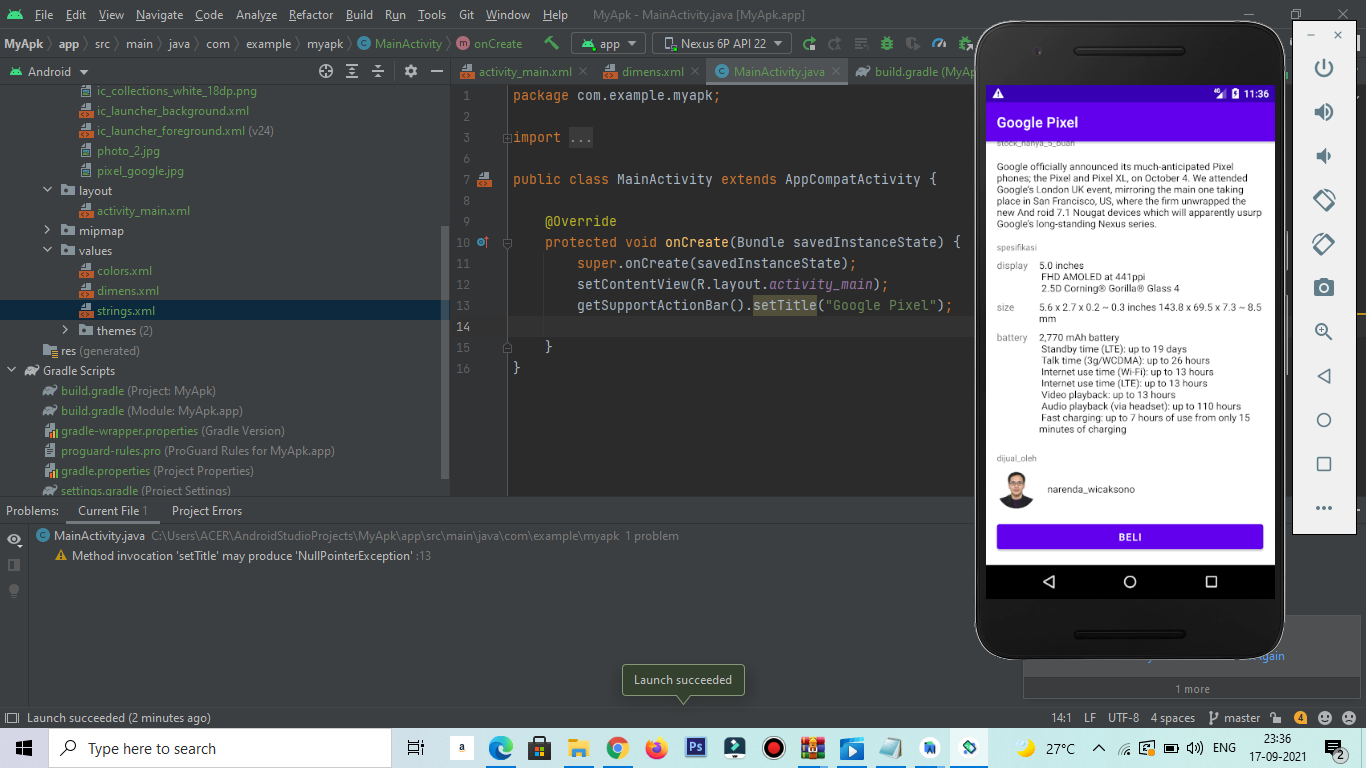 File Edit View Navigate Code Analyze Refactor Build Run Tools Git Window Help MyApk - MainActivity.java [MyApk.app]
MyApk app src main java com example myapk MainActivity onCreate app Nexus 6P API 22
Android
activity_main.xml dimens.xml MainActivity.java build.gradle (MyAp
ic_collections_white_18dp.png
ic_launcher_background.xml
ic_launcher_foreground.xml (v24)
photo_2.jpg
pixel_google.jpg
layout
activity_main.xml
mipmap
values
colors.xml
dimens.xml
strings.xml
themes (2)
res (generated)
Gradle Scripts
build.gradle (Project: MyApk)
build.gradle (Module: MyApk.app)
gradle-wrapper.properties (Gradle Version)
proguard-rules.pro (ProGuard Rules for MyApk.app)
gradle.properties (Project Properties)
settings.gradle (Project Settings)
1 package com.example.myapk;
2
3 import ...
6
7 public class MainActivity extends AppCompatActivity {
8
9 @Override
10 protected void onCreate(Bundle savedInstanceState) {
11 super.onCreate(savedInstanceState);
12 setContentView(R.layout.activity_main);
13 getSupportActionBar().setTitle("Google Pixel");
14
15 }
16 }
4G 11:36
Google Pixel
stock_hanya_5_buah
Google officially announced its much-anticipated Pixel
phones; the Pixel and Pixel XL, on October 4. We attended
Google's London UK event, mirroring the main one taking
place in San Francisco, US, where the firm unwrapped the
new And roid 7.1 Nougat devices which will apparently usurp
Google's long-standing Nexus series.
spesifikasi
display 5.0 inches
FHD AMOLED at 441ppi
2.5D Corning® Gorilla® Glass 4
size 5.6 x 2.7 x 0.2 ~ 0.3 inches 143.8 x 69.5 x 7.3 ~ 8.5
mm
battery 2,770 mAh battery
Standby time (LTE): up to 19 days
Talk time (3g/WCDMA): up to 26 hours
Internet use time (Wi-Fi): up to 13 hours
Internet use time (LTE): up to 13 hours
Video playback: up to 13 hours
Audio playback (via headset): up to 110 hours
Fast charging: up to 7 hours of use from only 15
minutes of charging
dijual_oleh
narenda_wicaksono
BELI
Problems: Current File 1 Project Errors
MainActivity.java C:\Users\ACER\AndroidStudioProjects\MyApk\app\src\main\java\com\example\myapk 1 problem
Method invocation 'setTitle' may produce 'NullPointerException' :13
Launch succeeded
1 more
Launch succeeded (2 minutes ago) 14:1 LF UTF-8 4 spaces master 4
Type here to search a Ps 27°C ENG 23:36
17-09-2021 2